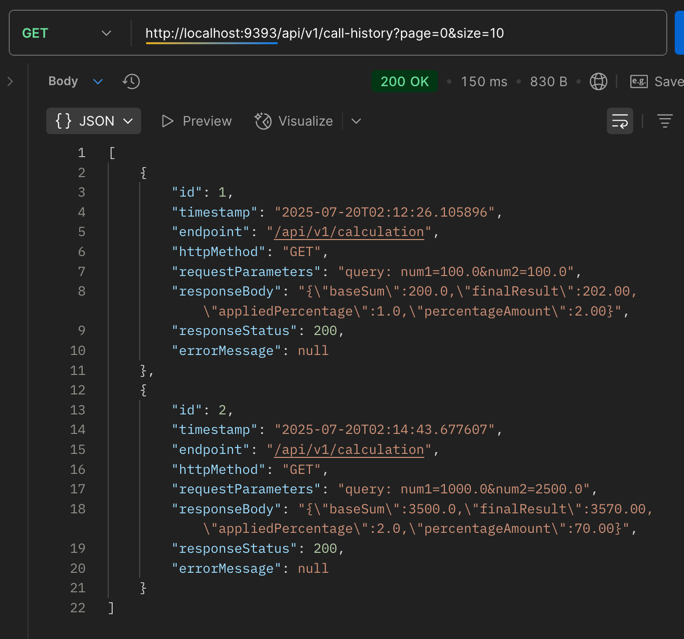 GET http://localhost:9393/api/v1/call-history?page=0&size=10
Body 200 OK • 150 ms • 830 B • e.g. Save
{} JSON Preview Visualize
1 [
2 {
3 "id": 1,
4 "timestamp": "2025-07-20T02:12:26.105896",
5 "endpoint": "/api/v1/calculation",
6 "httpMethod": "GET",
7 "requestParameters": "query: num1=100.0&num2=100.0",
8 "responseBody": "{\"baseSum\":200.0,\"finalResult\":202.00,
\"appliedPercentage\":1.0,\"percentageAmount\":2.00}",
9 "responseStatus": 200,
10 "errorMessage": null
11 },
12 {
13 "id": 2,
14 "timestamp": "2025-07-20T02:14:43.677607",
15 "endpoint": "/api/v1/calculation",
16 "httpMethod": "GET",
17 "requestParameters": "query: num1=1000.0&num2=2500.0",
18 "responseBody": "{\"baseSum\":3500.0,\"finalResult\":3570.00,
\"appliedPercentage\":2.0,\"percentageAmount\":70.00}",
19 "responseStatus": 200,
20 "errorMessage": null
21 }
22 ]